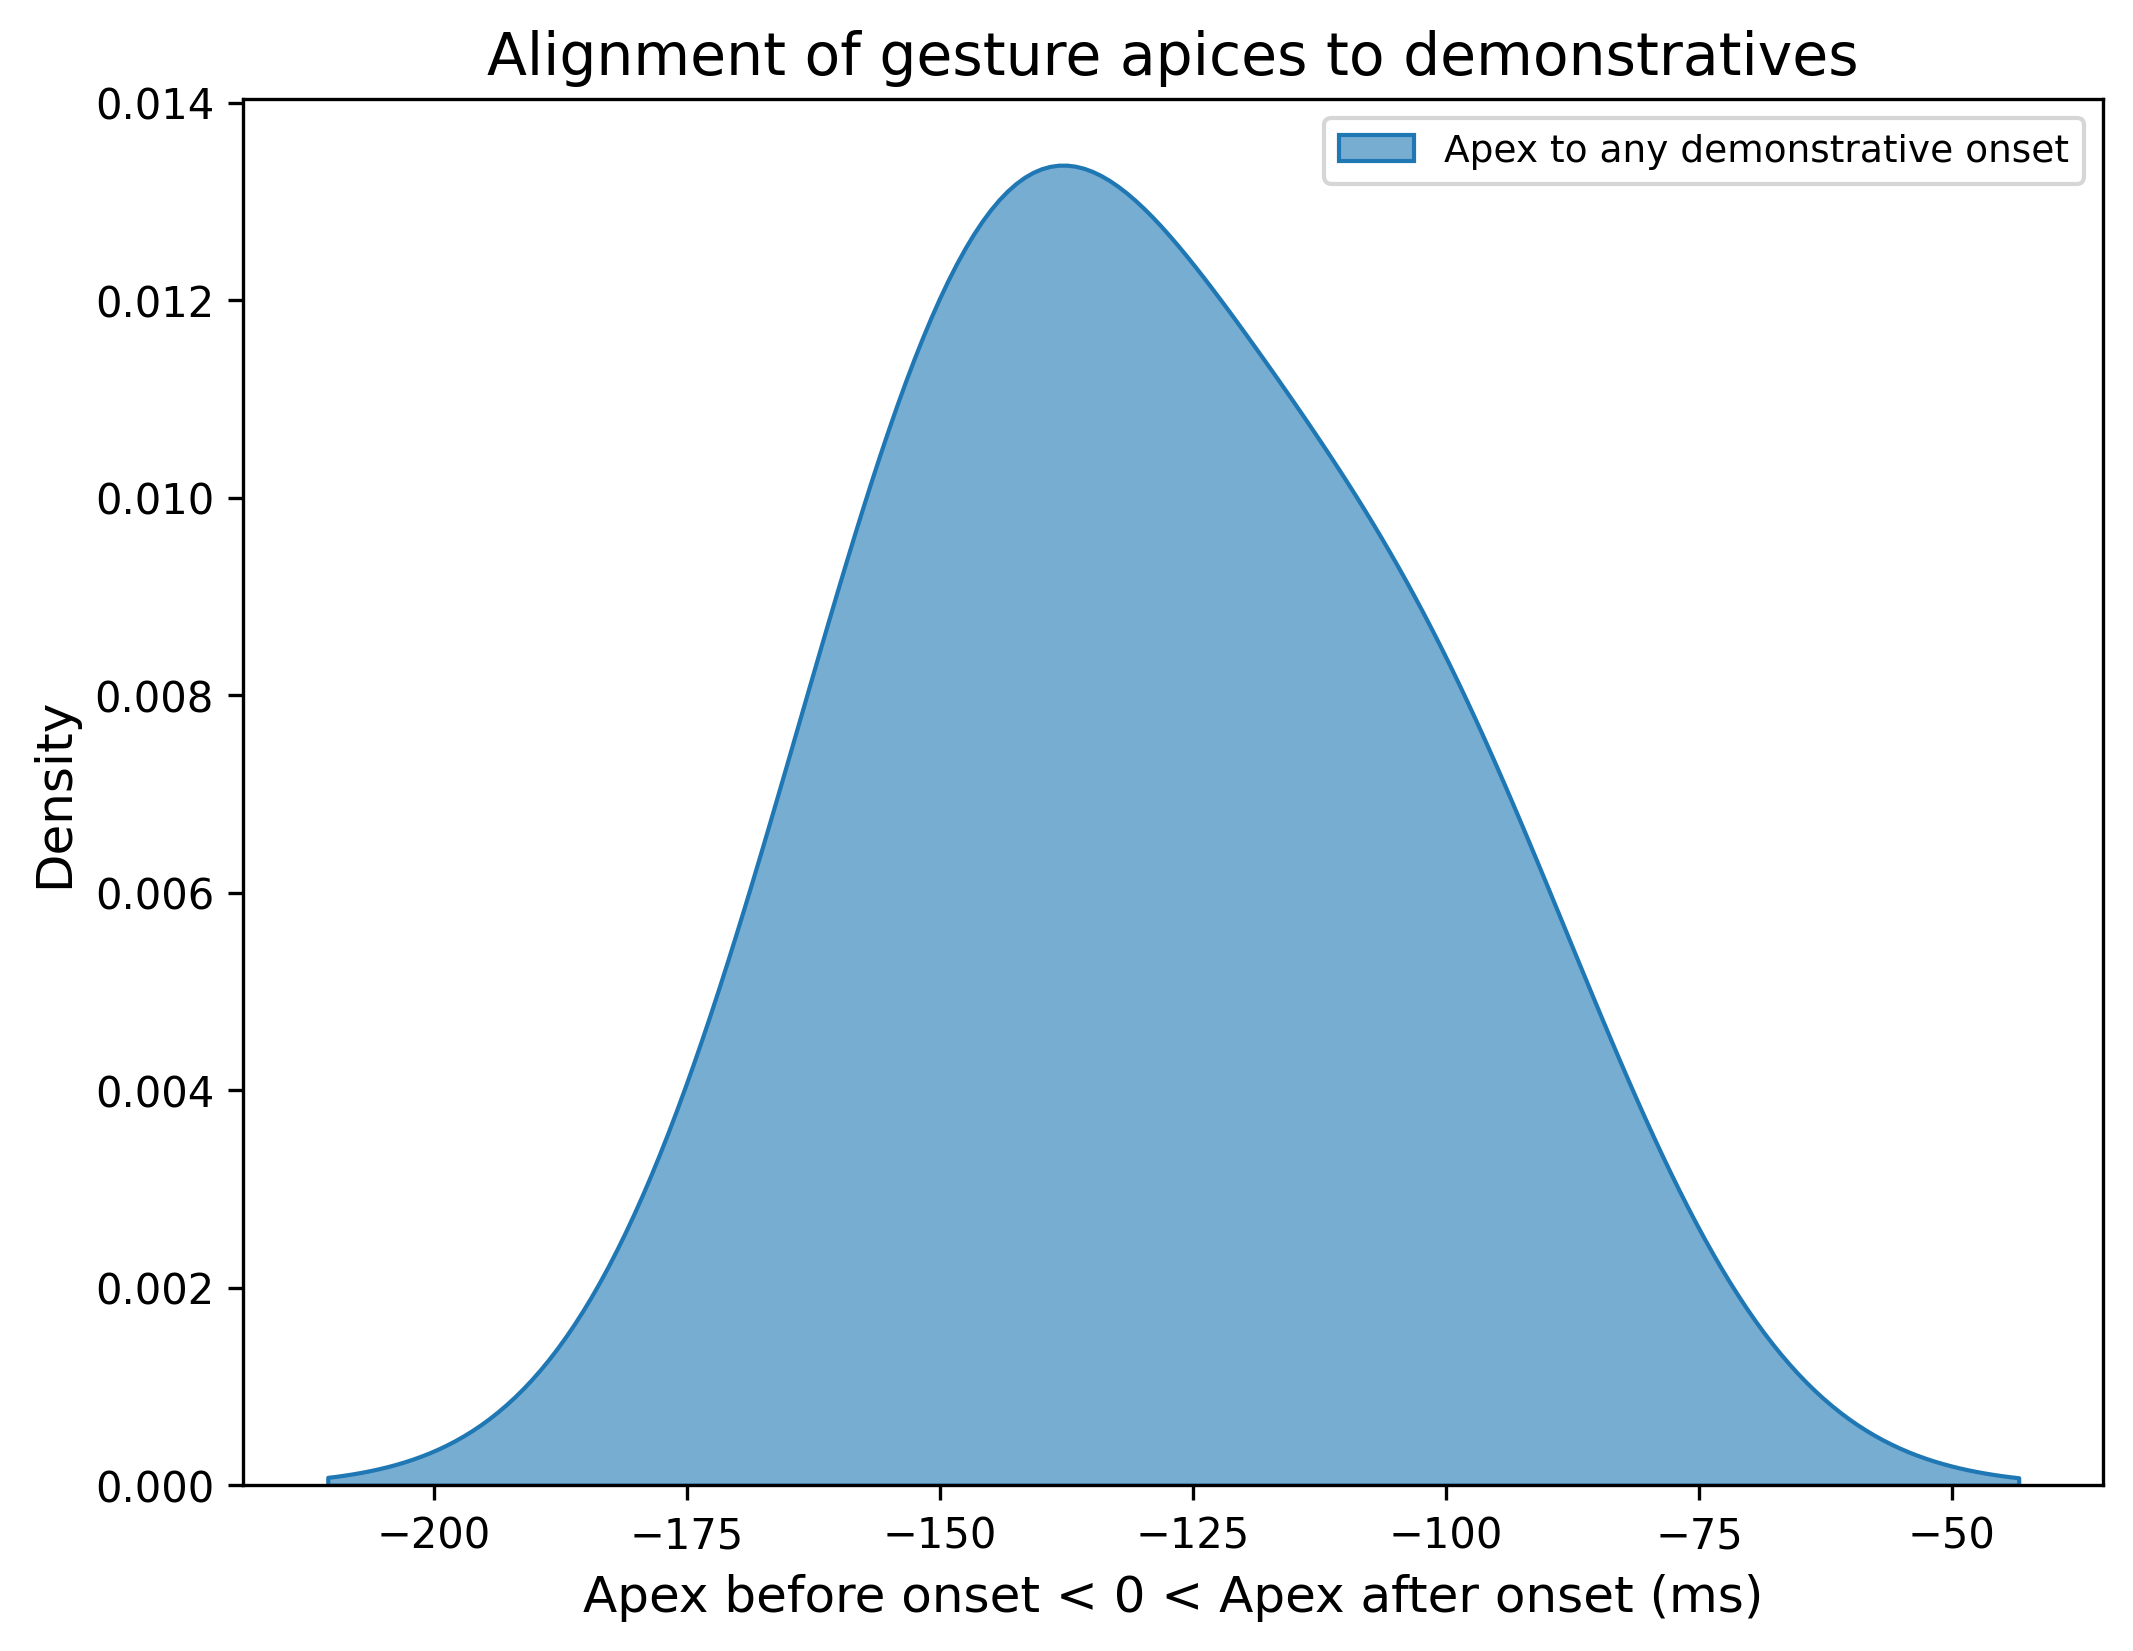 Alignment of gesture apices to demonstratives
Apex to any demonstrative onset
0.014
0.012
0.010
0.008
0.006
0.004
0.002
0.000
Density
−200 −175 −150 −125 −100 −75 −50
Apex before onset < 0 < Apex after onset (ms)